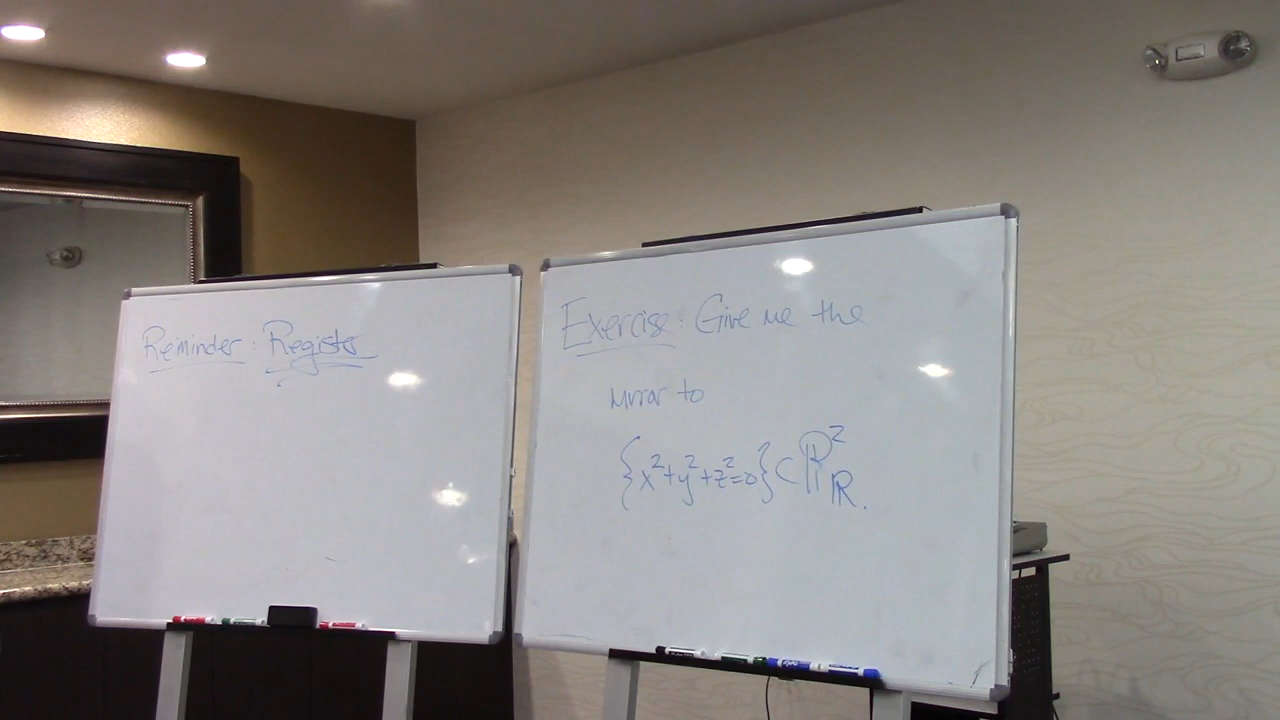 Reminder: Register
Exercise: Give me the
mirror to
{x²+y²+z²=0}⊂ℙ²_ℝ.